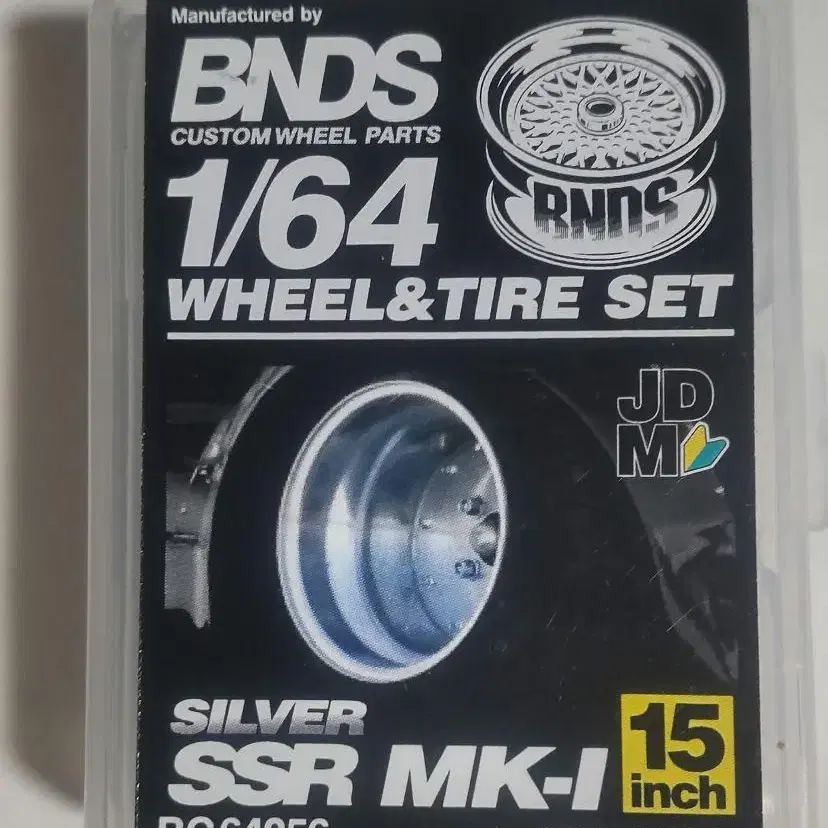 Manufactured by
BNDS
CUSTOM WHEEL PARTS
1/64
BNDS
WHEEL&TIRE SET
JD
M
SILVER
SSR MK-I
15
inch